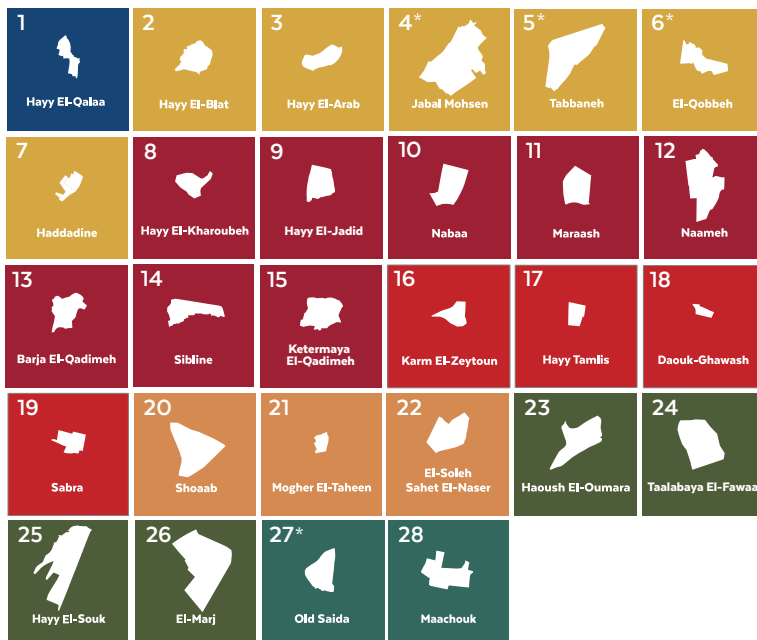 1
Hayy El-Qalaa
2
Hayy El-Blat
3
Hayy El-Arab
4*
Jabal Mohsen
5*
Tabbaneh
6*
El-Qobbeh
7
Haddadine
8
Hayy El-Kharoubeh
9
Hayy El-Jadid
10
Nabaa
11
Maraash
12
Naameh
13
Barja El-Qadimeh
14
Sibline
15
Ketermaya
El-Qadimeh
16
Karm El-Zeytoun
17
Hayy Tamlis
18
Daouk-Ghawash
19
Sabra
20
Shoaab
21
Mogher El-Taheen
22
El-Soleh
Sahet El-Naser
23
Haoush El-Oumara
24
Taalabaya El-Fawaa
25
Hayy El-Souk
26
El-Marj
27*
Old Saida
28
Maachouk